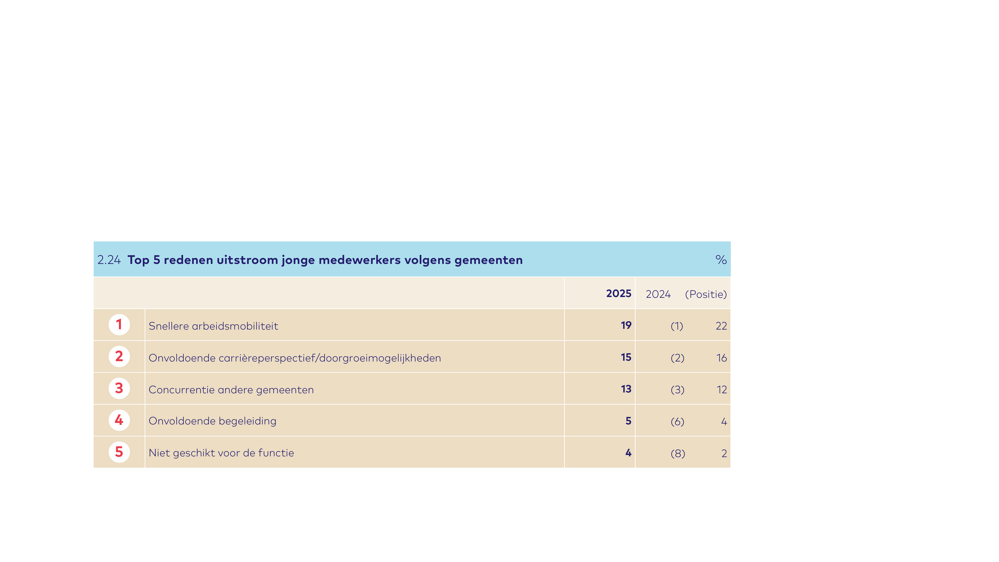 2.24 Top 5 redenen uitstroom jonge medewerkers volgens gemeenten %
2025 2024 (Positie)
1 Snellere arbeidsmobiliteit 19 (1) 22
2 Onvoldoende carrièreperspectief/doorgroeimogelijkheden 15 (2) 16
3 Concurrentie andere gemeenten 13 (3) 12
4 Onvoldoende begeleiding 5 (6) 4
5 Niet geschikt voor de functie 4 (8) 2